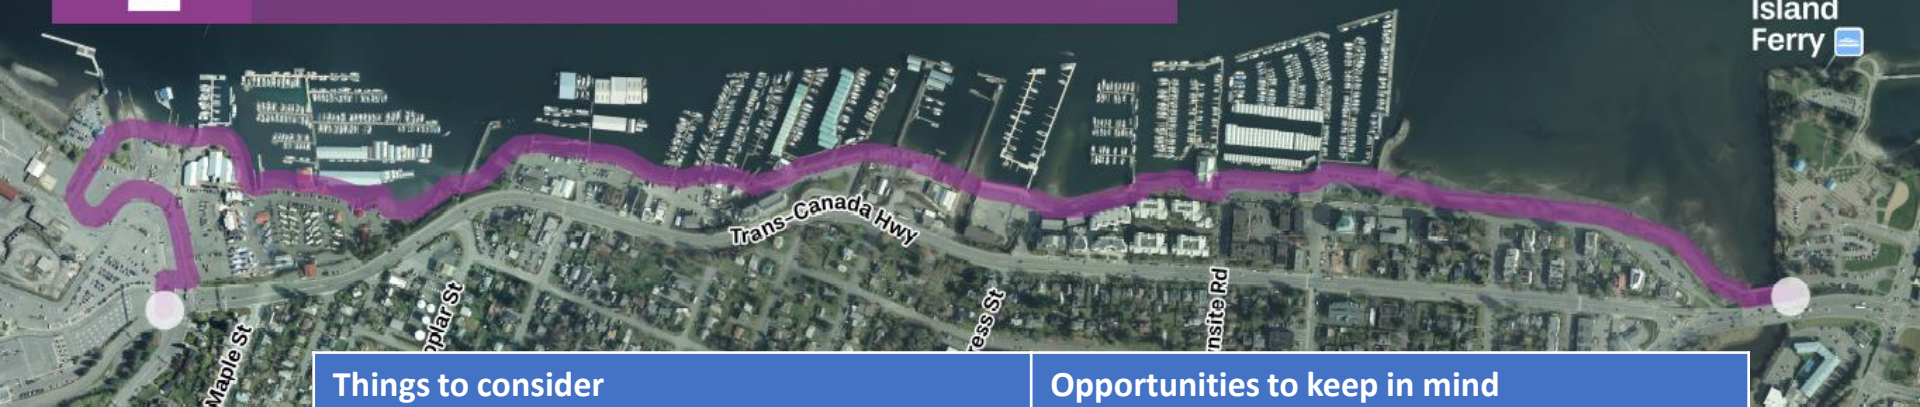 Island
Ferry
Trans-Canada Hwy
Maple St
Things to consider
Opportunities to keep in mind